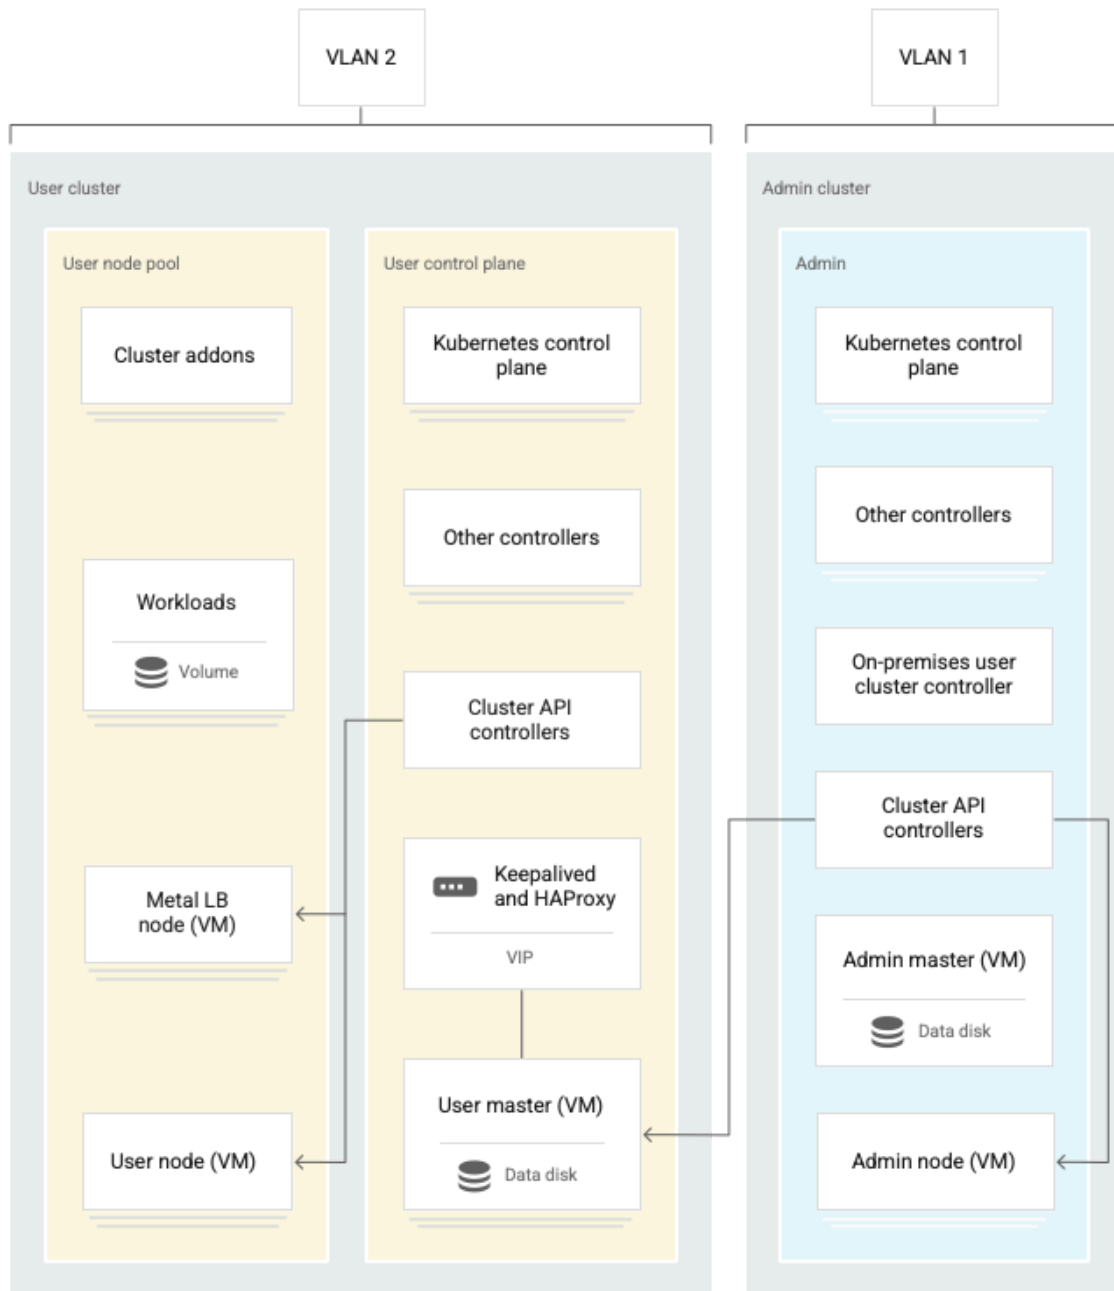 VLAN 2
VLAN 1
User cluster
User node pool
Cluster addons
Workloads
Volume
Metal LB
node (VM)
User node (VM)
User control plane
Kubernetes control
plane
Other controllers
Cluster API
controllers
Keepalived
and HAProxy
VIP
User master (VM)
Data disk
Admin cluster
Admin
Kubernetes control
plane
Other controllers
On-premises user
cluster controller
Cluster API
controllers
Admin master (VM)
Data disk
Admin node (VM)